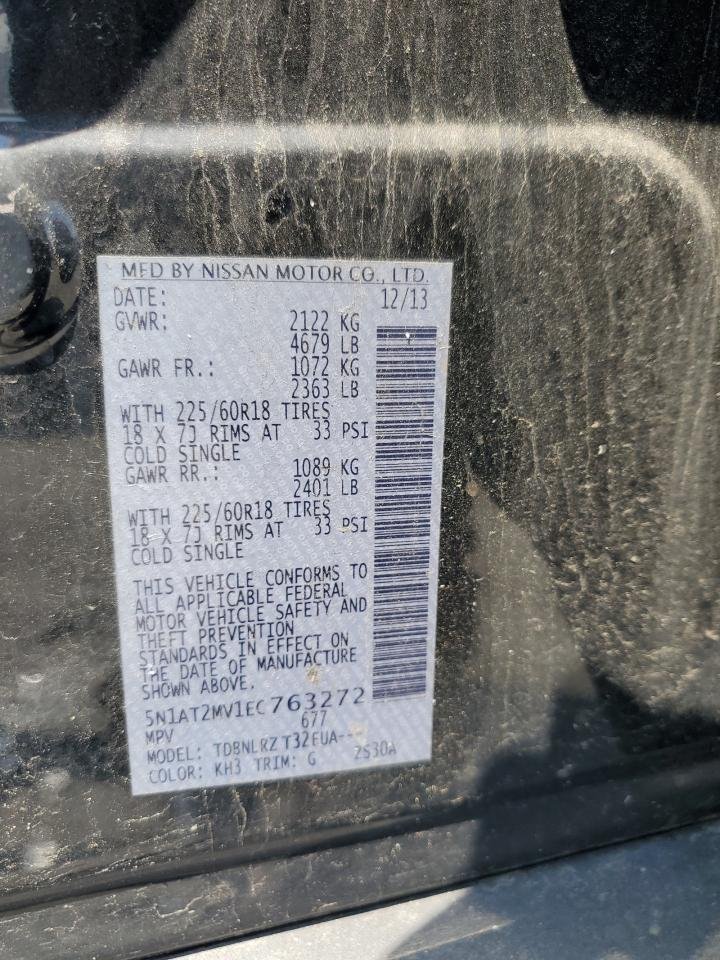 MFD BY NISSAN MOTOR CO., LTD.
DATE: 12/13
GVWR: 2122 KG
4679 LB
GAWR FR.: 1072 KG
2363 LB
WITH 225/60R18 TIRES
18 X 7J RIMS AT 33 PSI
COLD SINGLE
GAWR RR.: 1089 KG
2401 LB
WITH 225/60R18 TIRES
18 X 7J RIMS AT 33 PSI
COLD SINGLE
THIS VEHICLE CONFORMS TO
ALL APPLICABLE FEDERAL
MOTOR VEHICLE SAFETY AND
THEFT PREVENTION
STANDARDS IN EFFECT ON
THE DATE OF MANUFACTURE
SHOWN ABOVE.
5N1AT2MV1EC763272
MPV 677
MODEL: TDBNLRZ T32EUA---
COLOR: KH3 TRIM: G 2S30A